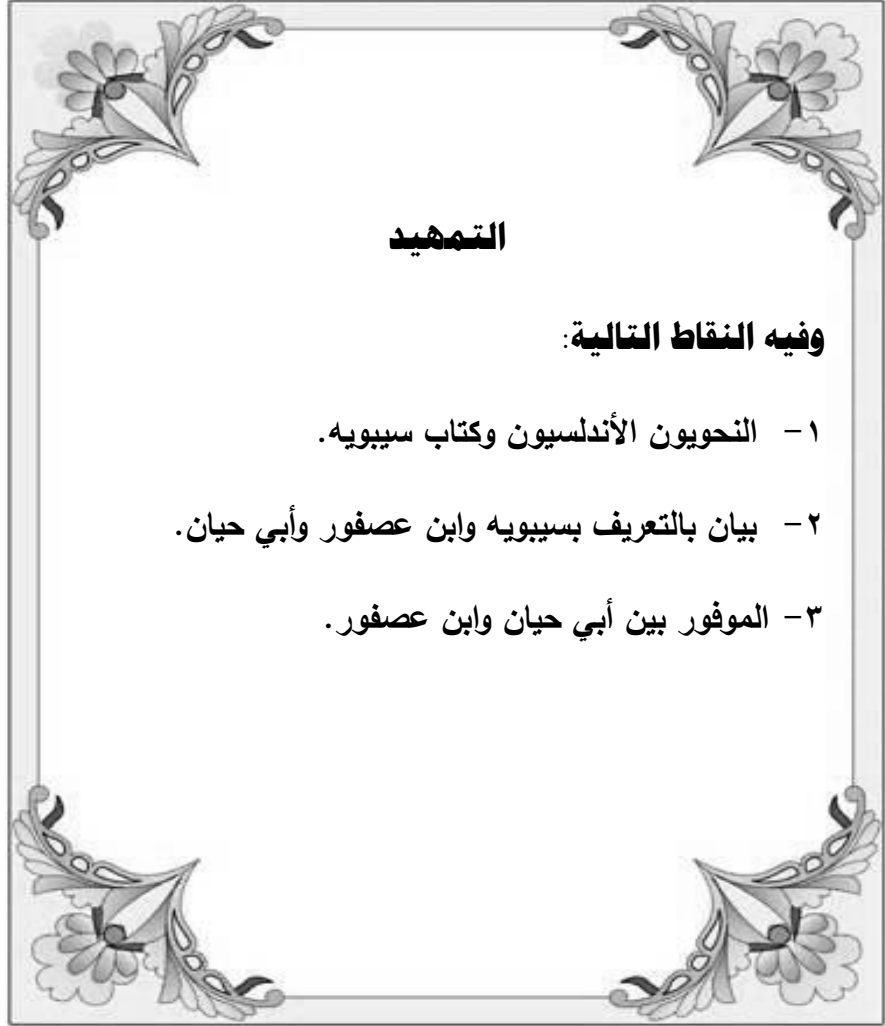 التمهيد
وفيه النقاط التالية:
١- النحويون الأندلسيون وكتاب سيبويه.
٢- بيان بالتعريف بسيبويه وابن عصفور وأبي حيان.
٣- الموفور بين أبي حيان وابن عصفور.